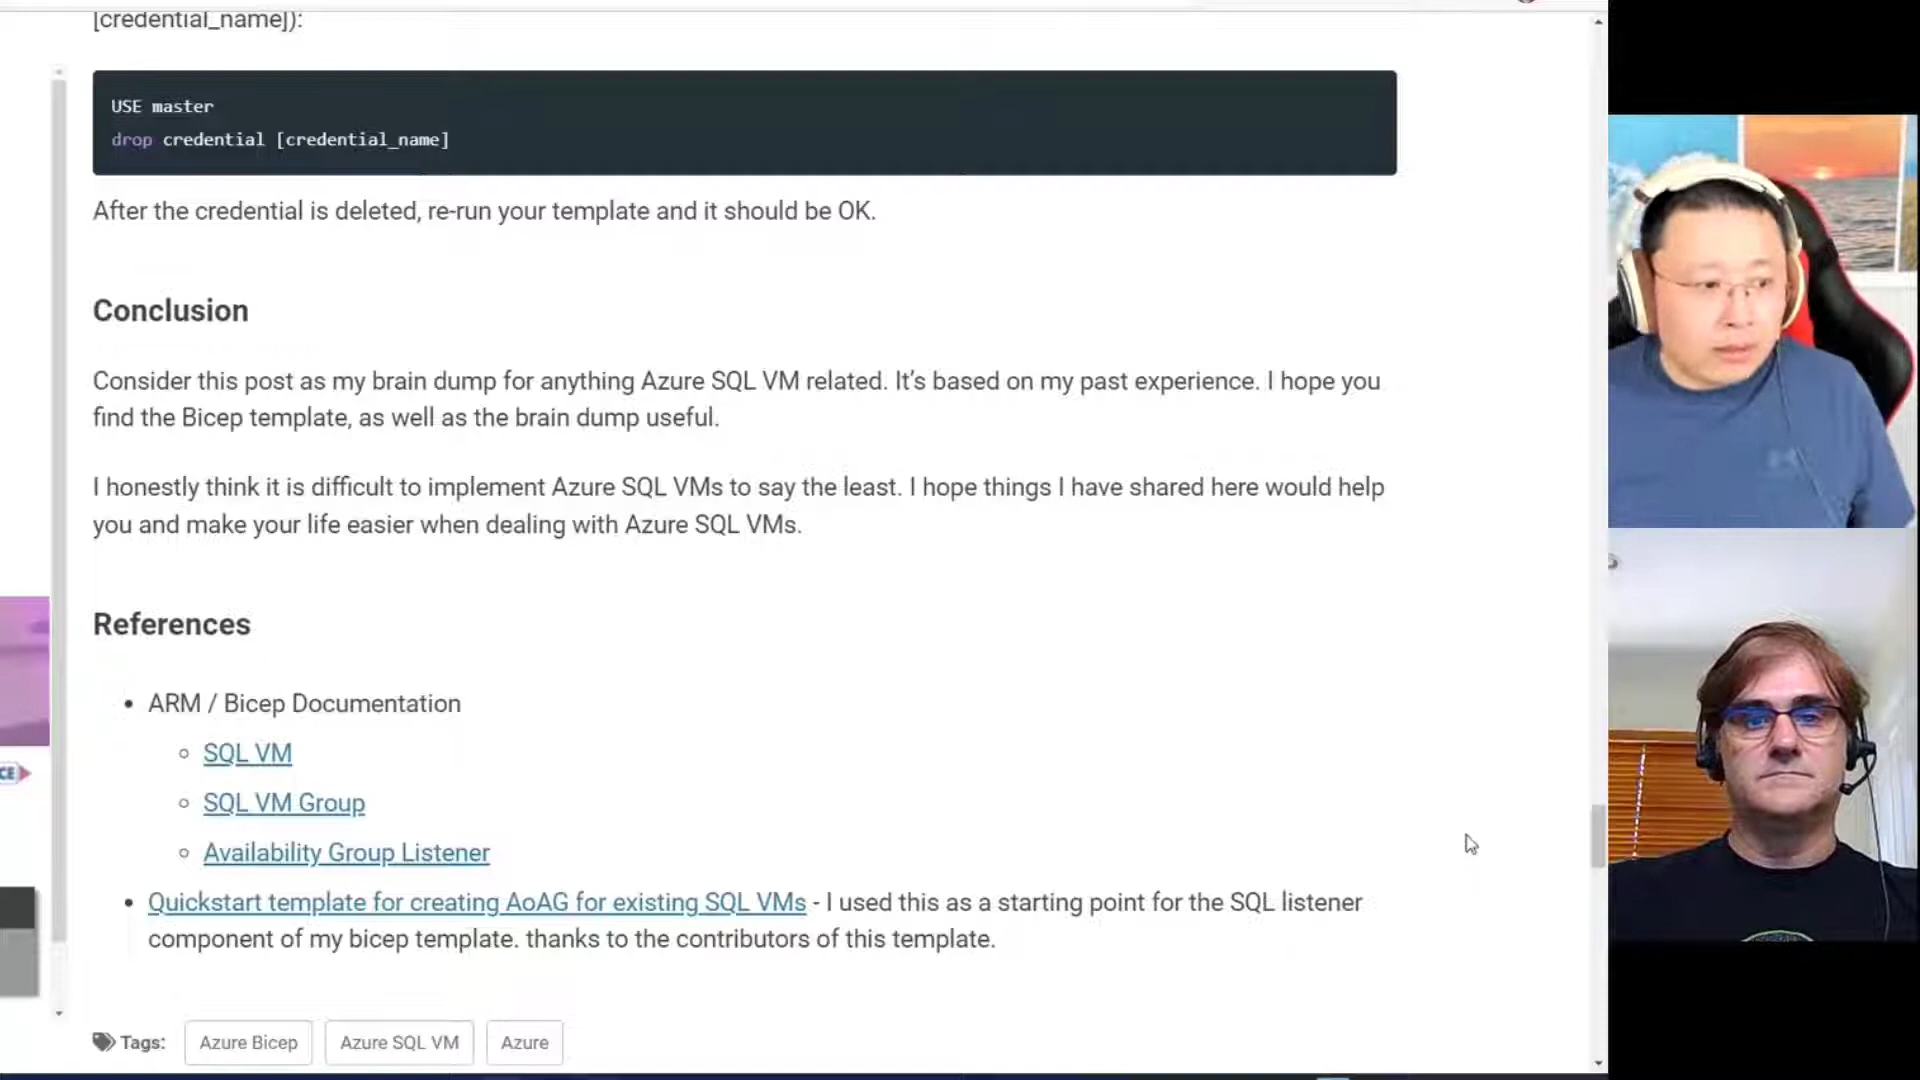 [credential_name]):
USE master
drop credential [credential_name]
After the credential is deleted, re-run your template and it should be OK.
Conclusion
Consider this post as my brain dump for anything Azure SQL VM related. It’s based on my past experience. I hope you
find the Bicep template, as well as the brain dump useful.
I honestly think it is difficult to implement Azure SQL VMs to say the least. I hope things I have shared here would help
you and make your life easier when dealing with Azure SQL VMs.
References
ARM / Bicep Documentation
SQL VM
SQL VM Group
Availability Group Listener
Quickstart template for creating AoAG for existing SQL VMs - I used this as a starting point for the SQL listener
component of my bicep template. thanks to the contributors of this template.
Tags: Azure Bicep Azure SQL VM Azure